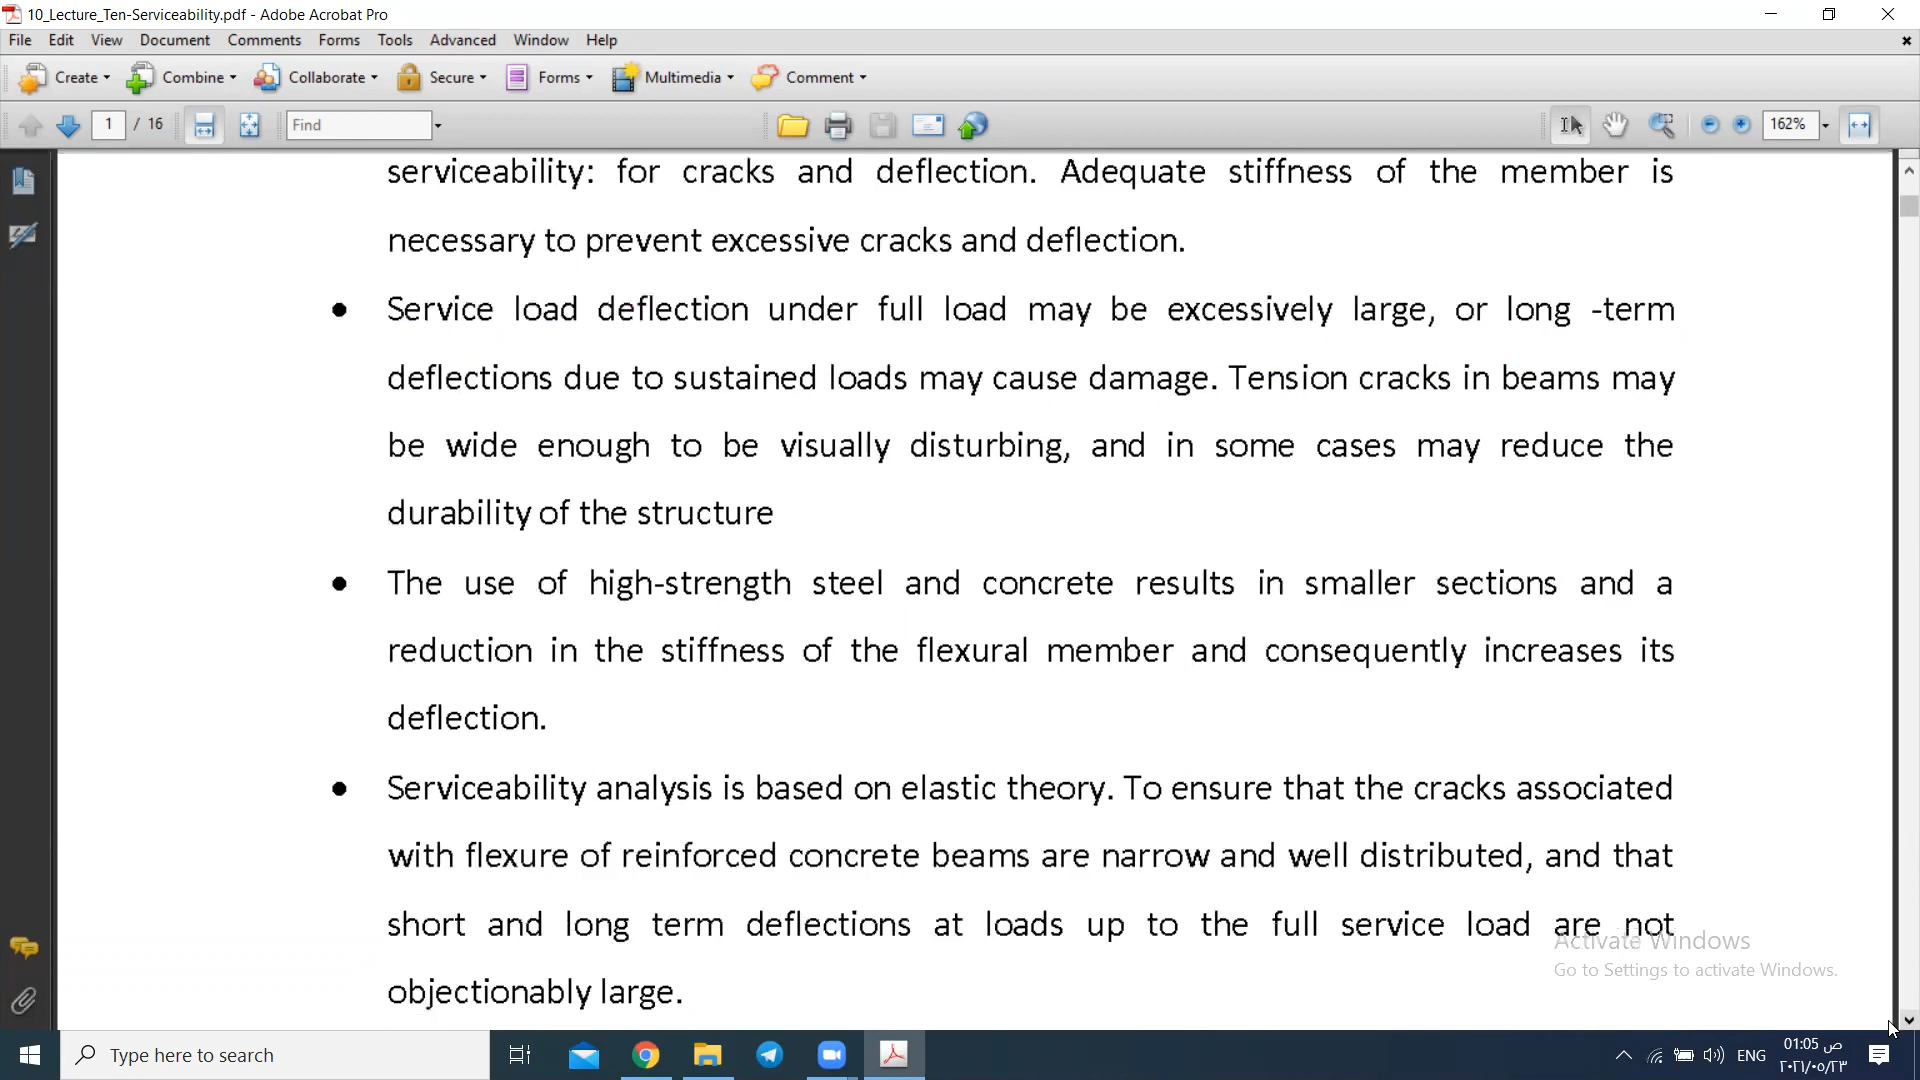 10_Lecture_Ten-Serviceability.pdf - Adobe Acrobat Pro
File Edit View Document Comments Forms Tools Advanced Window Help
Create Combine Collaborate Secure Forms Multimedia Comment
1 / 16 Find 162%
serviceability: for cracks and deflection. Adequate stiffness of the member is
necessary to prevent excessive cracks and deflection.
• Service load deflection under full load may be excessively large, or long -term
deflections due to sustained loads may cause damage. Tension cracks in beams may
be wide enough to be visually disturbing, and in some cases may reduce the
durability of the structure
• The use of high-strength steel and concrete results in smaller sections and a
reduction in the stiffness of the flexural member and consequently increases its
deflection.
• Serviceability analysis is based on elastic theory. To ensure that the cracks associated
with flexure of reinforced concrete beams are narrow and well distributed, and that
short and long term deflections at loads up to the full service load are not
objectionably large.
Activate Windows
Go to Settings to activate Windows.
Type here to search
ENG
01:05 ص
٢٠٢١/٠٥/٢٣